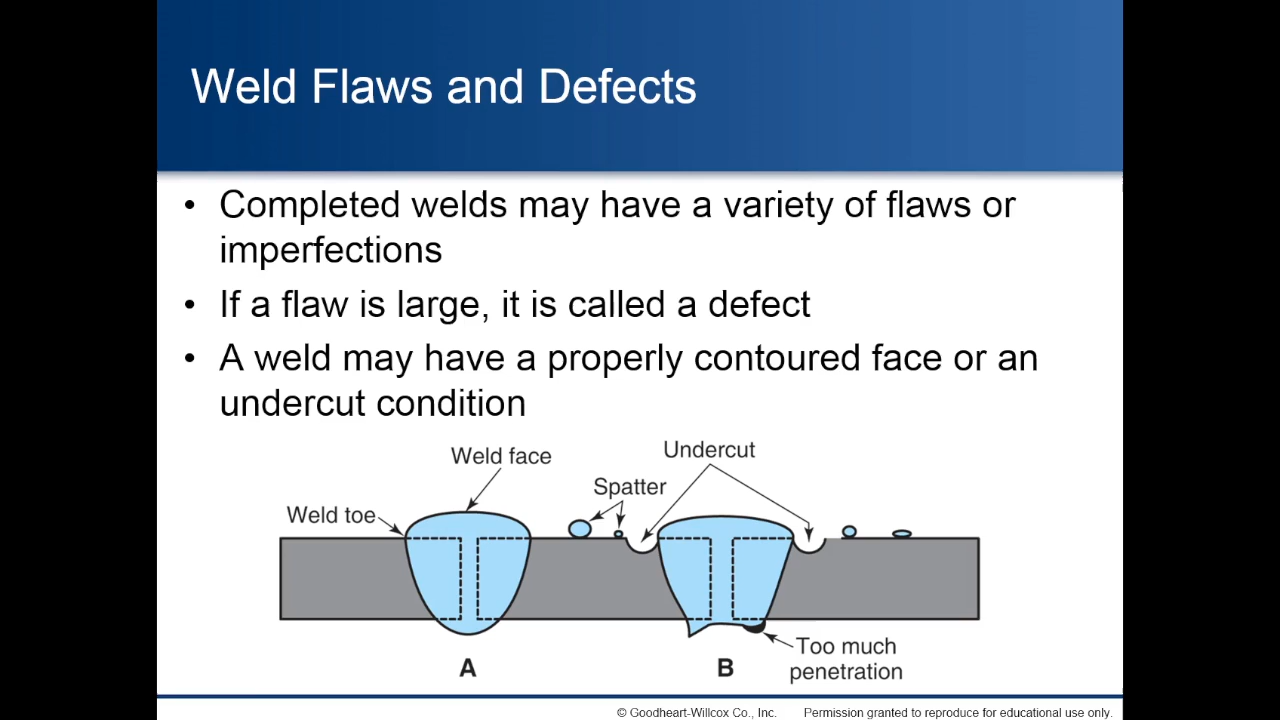 Weld Flaws and Defects
• Completed welds may have a variety of flaws or
imperfections
• If a flaw is large, it is called a defect
• A weld may have a properly contoured face or an
undercut condition
Undercut
Weld face
Spatter
Weld toe
Too much
penetration
A
B
© Goodheart-Willcox Co., Inc. Permission granted to reproduce for educational use only.